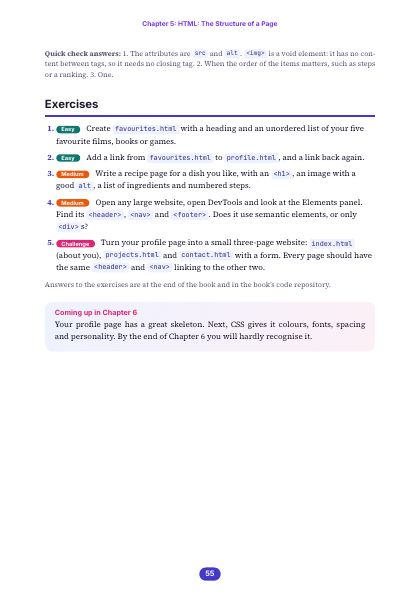 Chapter 5: HTML: The Structure of a Page
Quick check answers: 1. The attributes are src and alt. <img> is a void element: it has no con-
tent between tags, so it needs no closing tag. 2. When the order of the items matters, such as steps
or a ranking. 3. One.
Exercises
1. Easy Create favourites.html with a heading and an unordered list of your five
favourite films, books or games.
2. Easy Add a link from favourites.html to profile.html, and a link back again.
3. Medium Write a recipe page for a dish you like, with an <h1>, an image with a
good alt, a list of ingredients and numbered steps.
4. Medium Open any large website, open DevTools and look at the Elements panel.
Find its <header>, <nav> and <footer>. Does it use semantic elements, or only
<div>s?
5. Challenge Turn your profile page into a small three-page website: index.html
(about you), projects.html and contact.html with a form. Every page should have
the same <header> and <nav> linking to the other two.
Answers to the exercises are at the end of the book and in the book's code repository.
Coming up in Chapter 6
Your profile page has a great skeleton. Next, CSS gives it colours, fonts, spacing
and personality. By the end of Chapter 6 you will hardly recognise it.
55